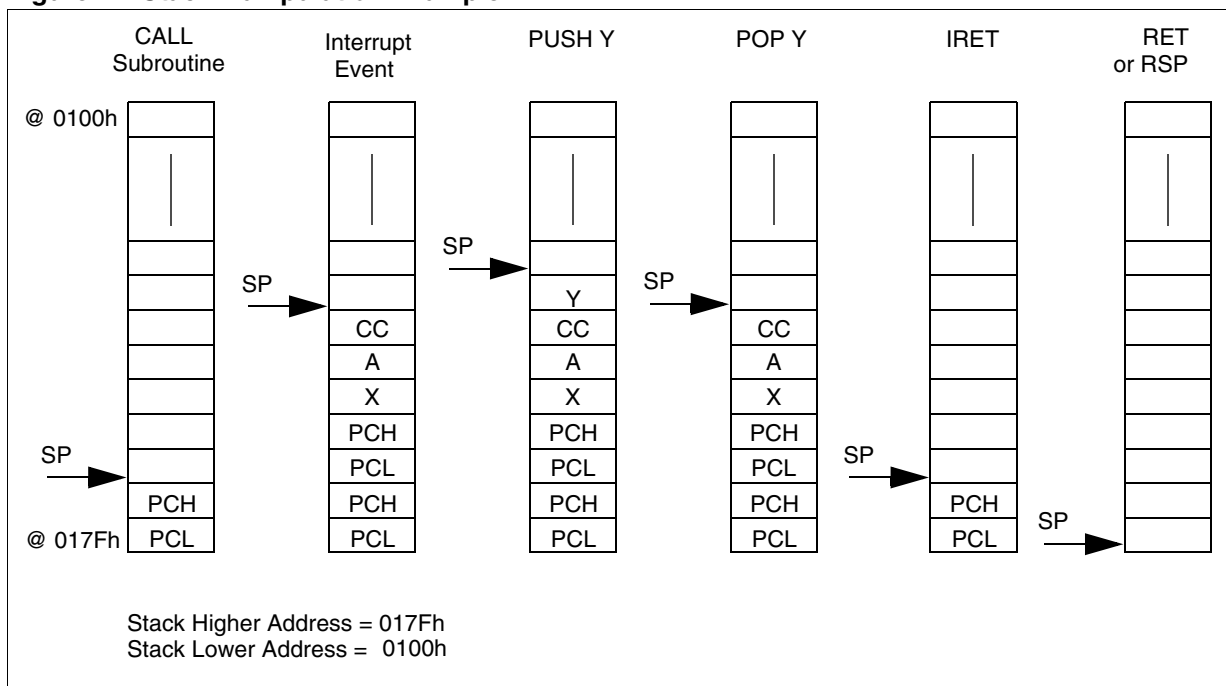 CALL
Subroutine
Interrupt
Event
PUSH Y
POP Y
IRET
RET
or RSP
@ 0100h
SP
SP
SP
SP
SP
SP
@ 017Fh
PCH
PCL
CC
A
X
PCH
PCL
PCH
PCL
Y
CC
A
X
PCH
PCL
PCH
PCL
CC
A
X
PCH
PCL
PCH
PCL
PCH
PCL
Stack Higher Address = 017Fh
Stack Lower Address = 0100h